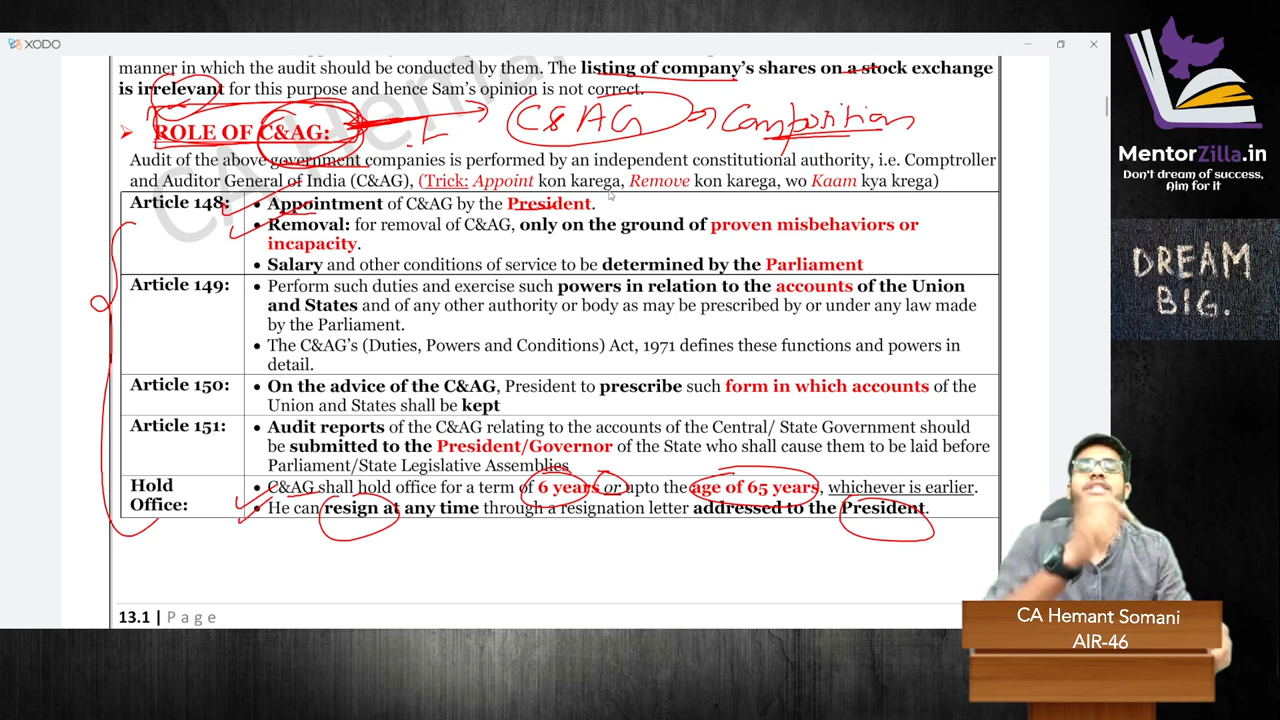 XODO
manner in which the audit should be conducted by them. The listing of company's shares on a stock exchange
is irrelevant for this purpose and hence Sam's opinion is not correct.
C&AG → Composition
➤ ROLE OF C&AG:
Audit of the above government companies is performed by an independent constitutional authority, i.e. Comptroller
and Auditor General of India (C&AG), (Trick: Appoint kon karega, Remove kon karega, wo Kaam kya krega)
Article 148:
• Appointment of C&AG by the President.
• Removal: for removal of C&AG, only on the ground of proven misbehaviors or
incapacity.
• Salary and other conditions of service to be determined by the Parliament
Article 149:
• Perform such duties and exercise such powers in relation to the accounts of the Union
and States and of any other authority or body as may be prescribed by or under any law made
by the Parliament.
• The C&AG's (Duties, Powers and Conditions) Act, 1971 defines these functions and powers in
detail.
Article 150:
• On the advice of the C&AG, President to prescribe such form in which accounts of the
Union and States shall be kept
Article 151:
• Audit reports of the C&AG relating to the accounts of the Central/ State Government should
be submitted to the President/Governor of the State who shall cause them to be laid before
Parliament/State Legislative Assemblies
Hold
Office:
• C&AG shall hold office for a term of 6 years or upto the age of 65 years, whichever is earlier.
• He can resign at any time through a resignation letter addressed to the President.
13.1 | Page
CA Hemant
MentorZilla.in
Don't dream of success,
Aim for it
DREAM
BIG.
CA Hemant Somani
AIR-46